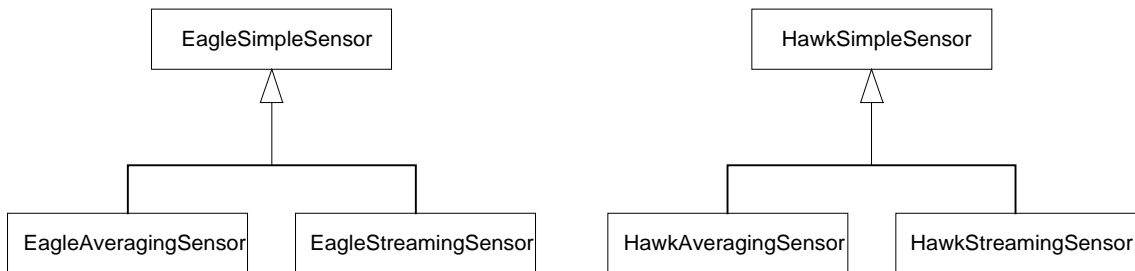 EagleSimpleSensor
HawkSimpleSensor
EagleAveragingSensor
EagleStreamingSensor
HawkAveragingSensor
HawkStreamingSensor